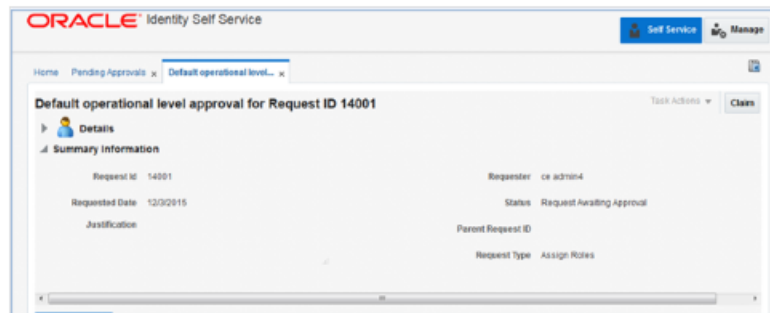 ORACLE Identity Self Service
Self Service Manage
Home Pending Approvals x Default operational level... x
Default operational level approval for Request ID 14001
Task Actions Claim
Details
Summary Information
Request Id 14001 Requester ce admin4
Requested Date 12/3/2015 Status Request Awaiting Approval
Justification Parent Request ID
Request Type Assign Roles